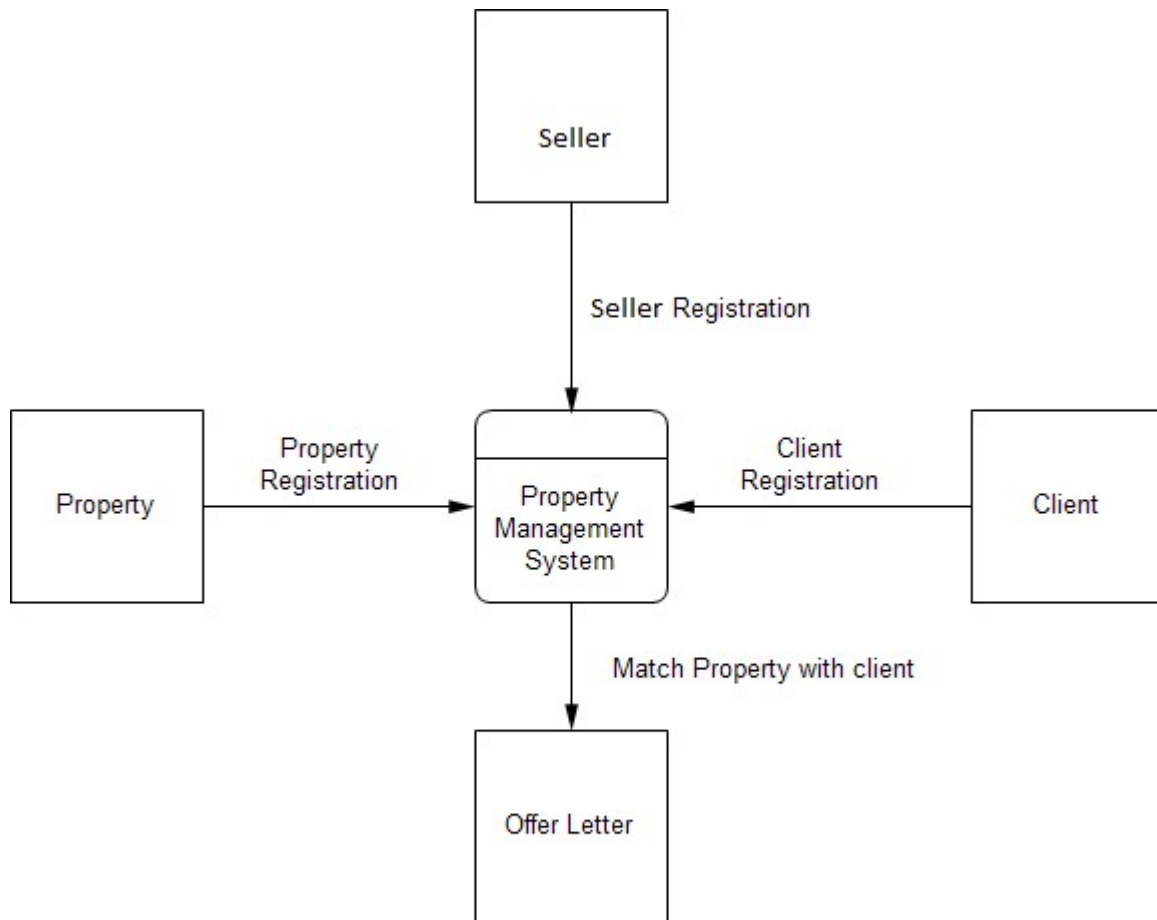 Seller
Seller Registration
Property
Registration
Client
Registration
Property
Property
Management
System
Client
Match Property with client
Offer Letter